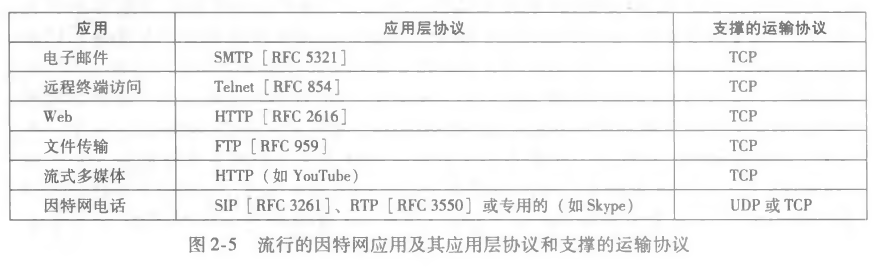 应用 应用层协议 支撑的运输协议
电子邮件 SMTP［RFC 5321］ TCP
远程终端访问 Telnet［RFC 854］ TCP
Web HTTP［RFC 2616］ TCP
文件传输 FTP［RFC 959］ TCP
流式多媒体 HTTP（如 YouTube） TCP
因特网电话 SIP［RFC 3261］、RTP［RFC 3550］或专用的（如 Skype） UDP 或 TCP
图 2-5 流行的因特网应用及其应用层协议和支撑的运输协议